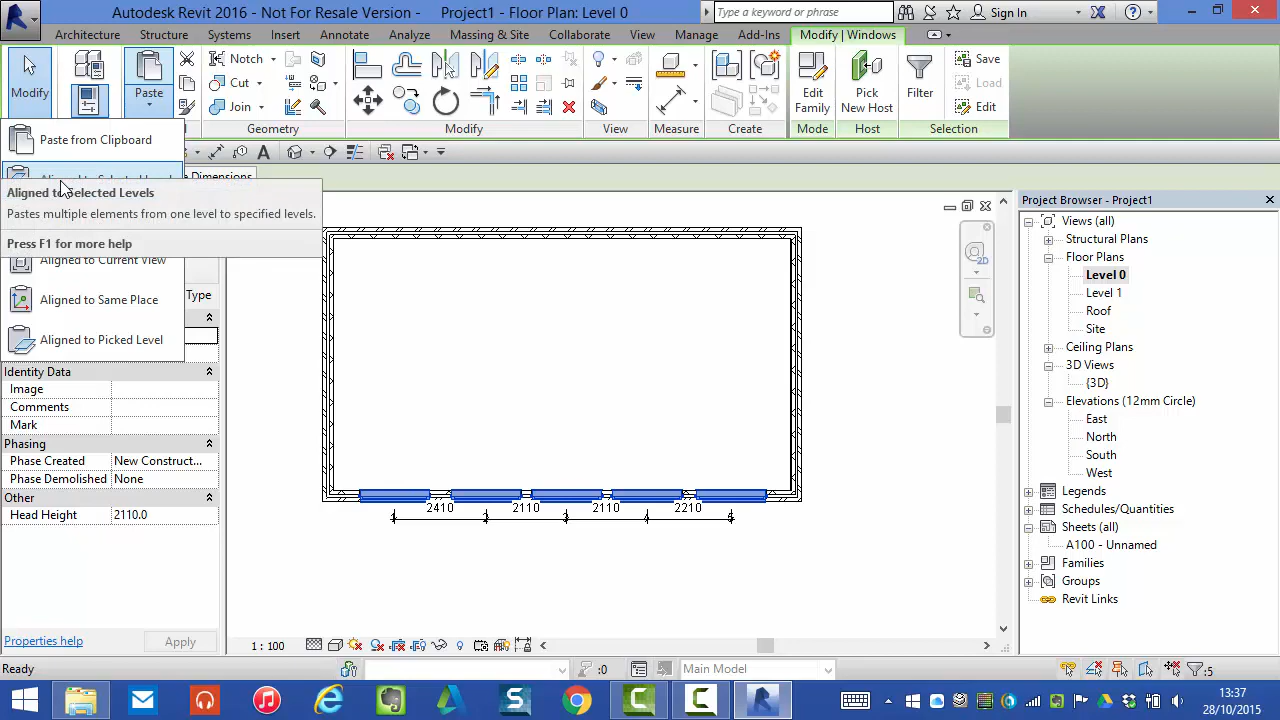 Autodesk Revit 2016 - Not For Resale Version - Project1 - Floor Plan: Level 0
Type a keyword or phrase
Sign In
Architecture Structure Systems Insert Annotate Analyze Massing & Site Collaborate View Manage Add-Ins Modify | Windows
Modify
Paste
Notch
Cut
Join
Edit Family
Pick New Host
Filter
Save
Load
Edit
Geometry Modify View Measure Create Mode Host Selection
Paste from Clipboard
Dimensions
Aligned to Selected Levels
Pastes multiple elements from one level to specified levels.
Press F1 for more help
Aligned to Current View
Aligned to Same Place
Aligned to Picked Level
Type
Identity Data
Image
Comments
Mark
Phasing
Phase Created New Construct...
Phase Demolished None
Other
Head Height 2110.0
Properties help
Apply
2D
2410 2110 2110 2210
1 : 100
Project Browser - Project1
Views (all)
Structural Plans
Floor Plans
Level 0
Level 1
Roof
Site
Ceiling Plans
3D Views
{3D}
Elevations (12mm Circle)
East
North
South
West
Legends
Schedules/Quantities
Sheets (all)
A100 - Unnamed
Families
Groups
Revit Links
Ready
:0
Main Model
:5
13:37
28/10/2015